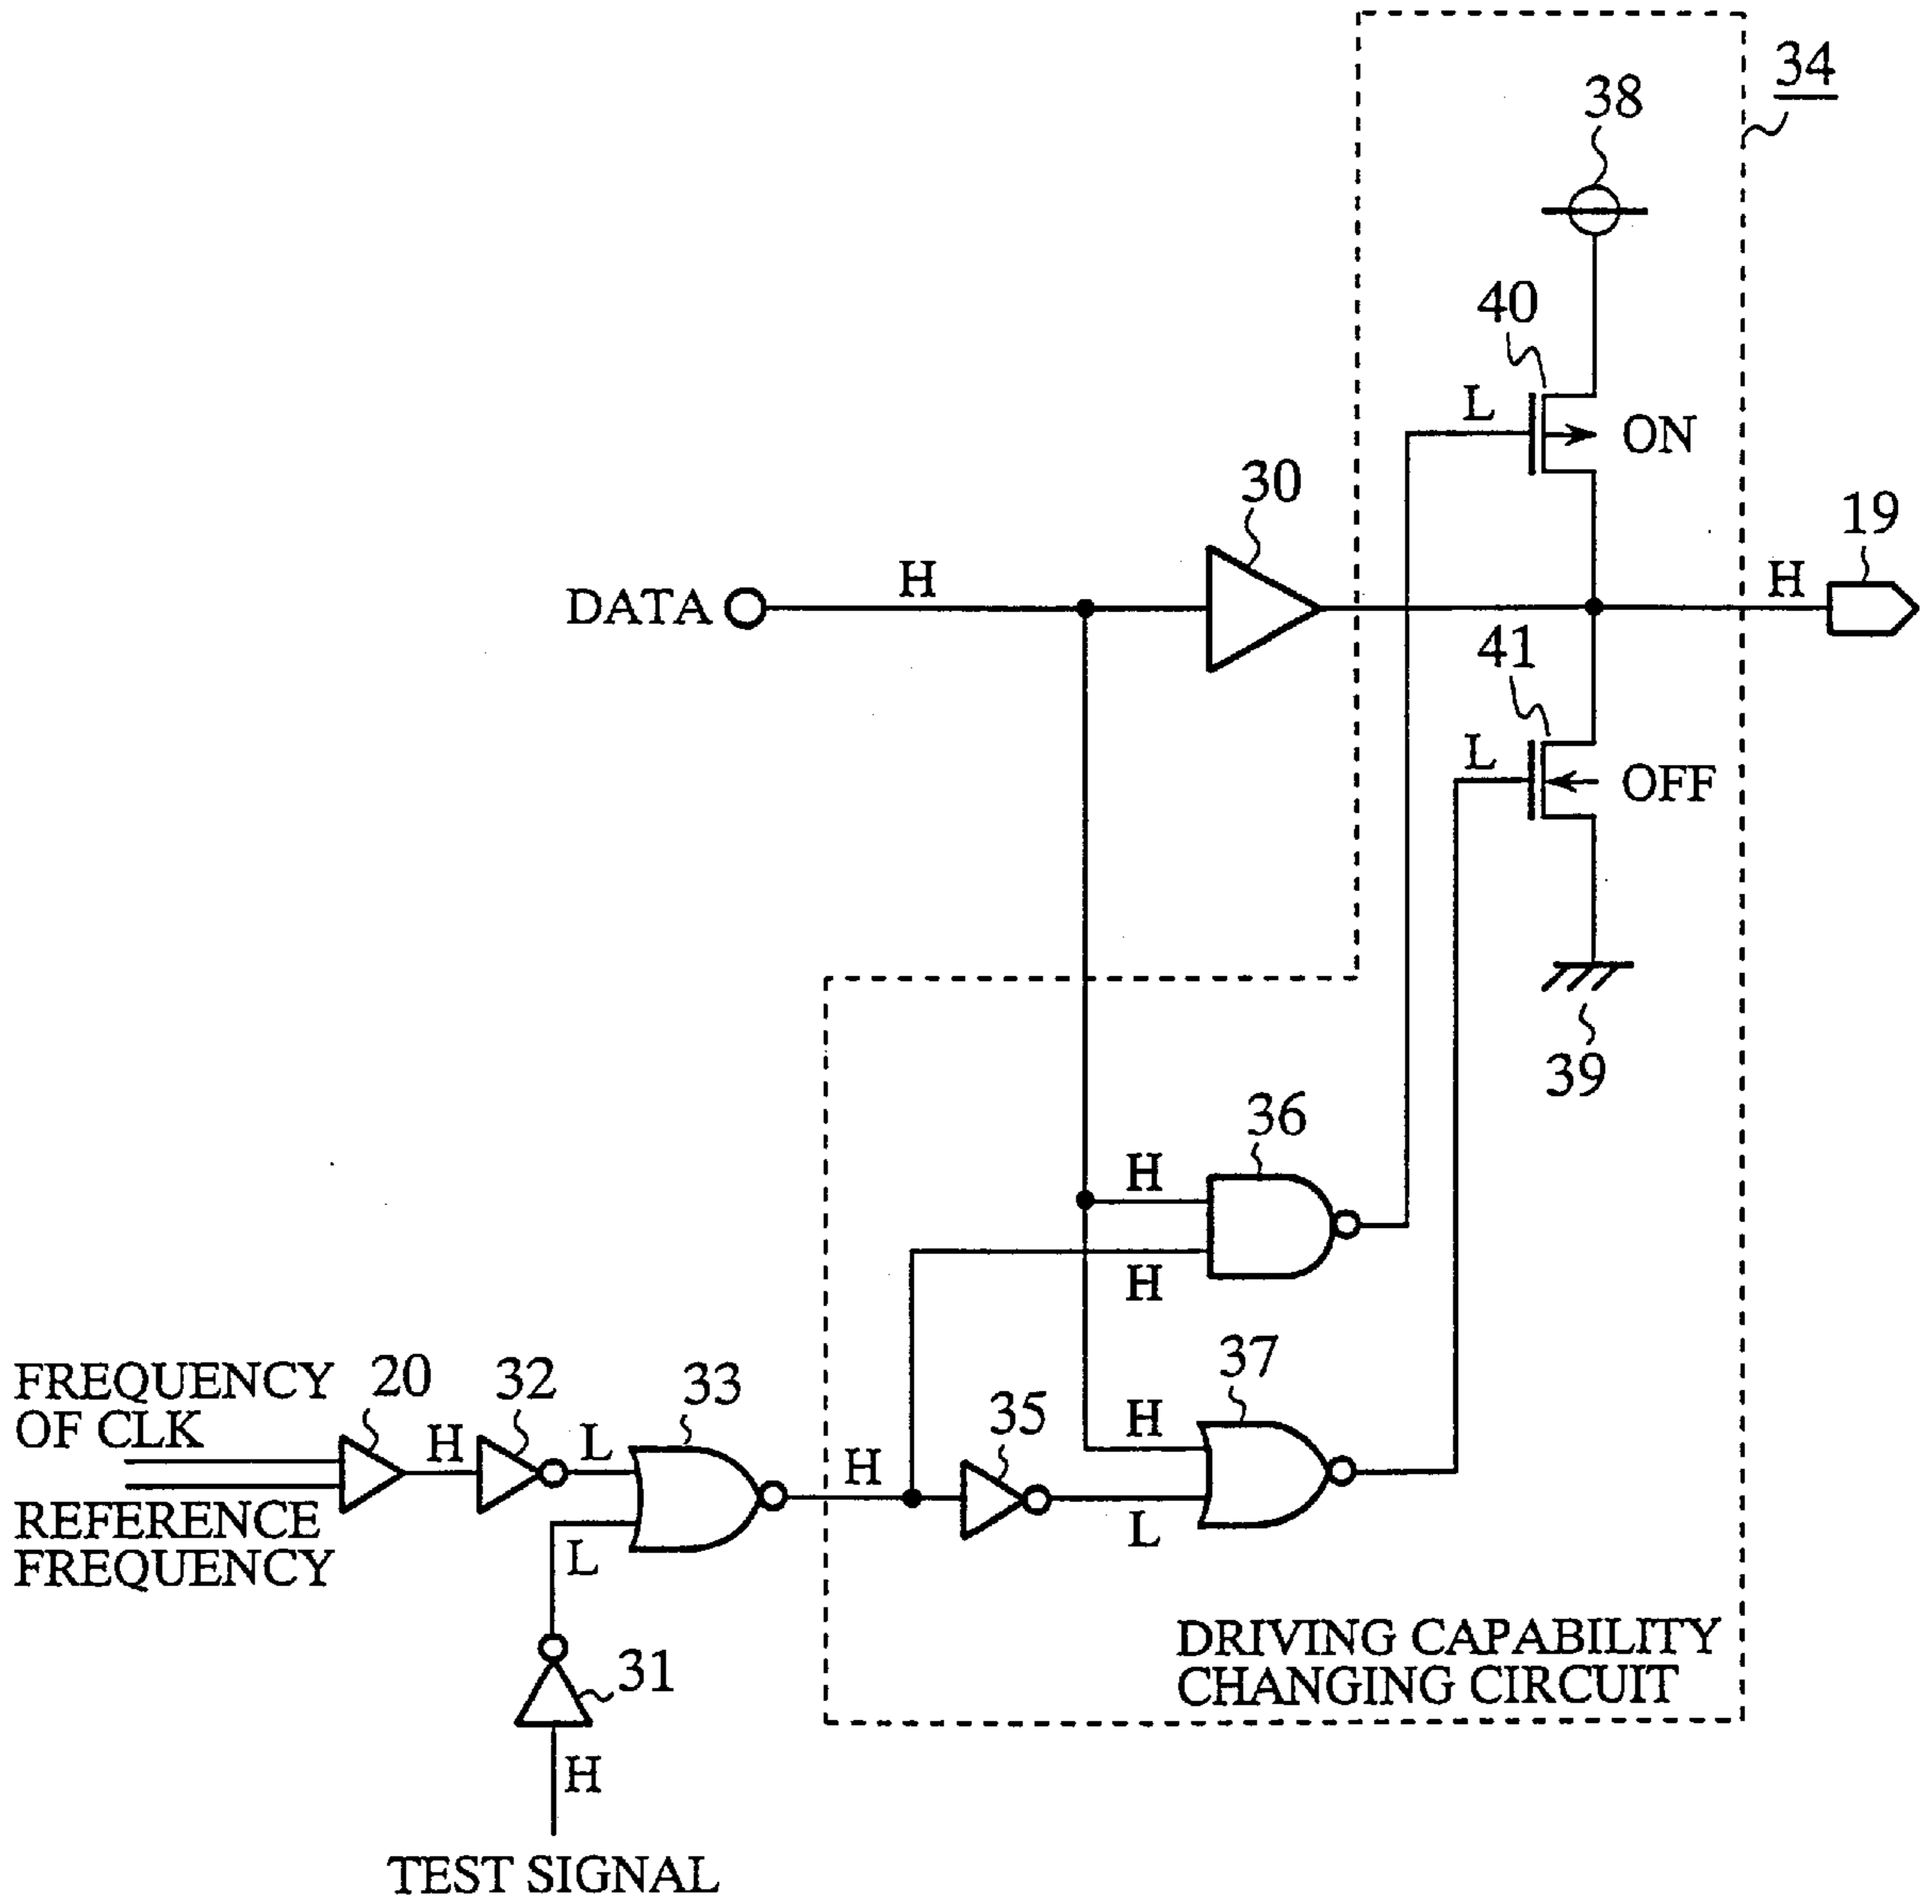 34
38
40
L
ON
30
19
H
H
DATA
41
L
OFF
39
36
H
H
37
FREQUENCY
OF CLK
20
32
33
35
H
H
L
H
REFERENCE
FREQUENCY
L
L
31
DRIVING CAPABILITY
CHANGING CIRCUIT
H
TEST SIGNAL